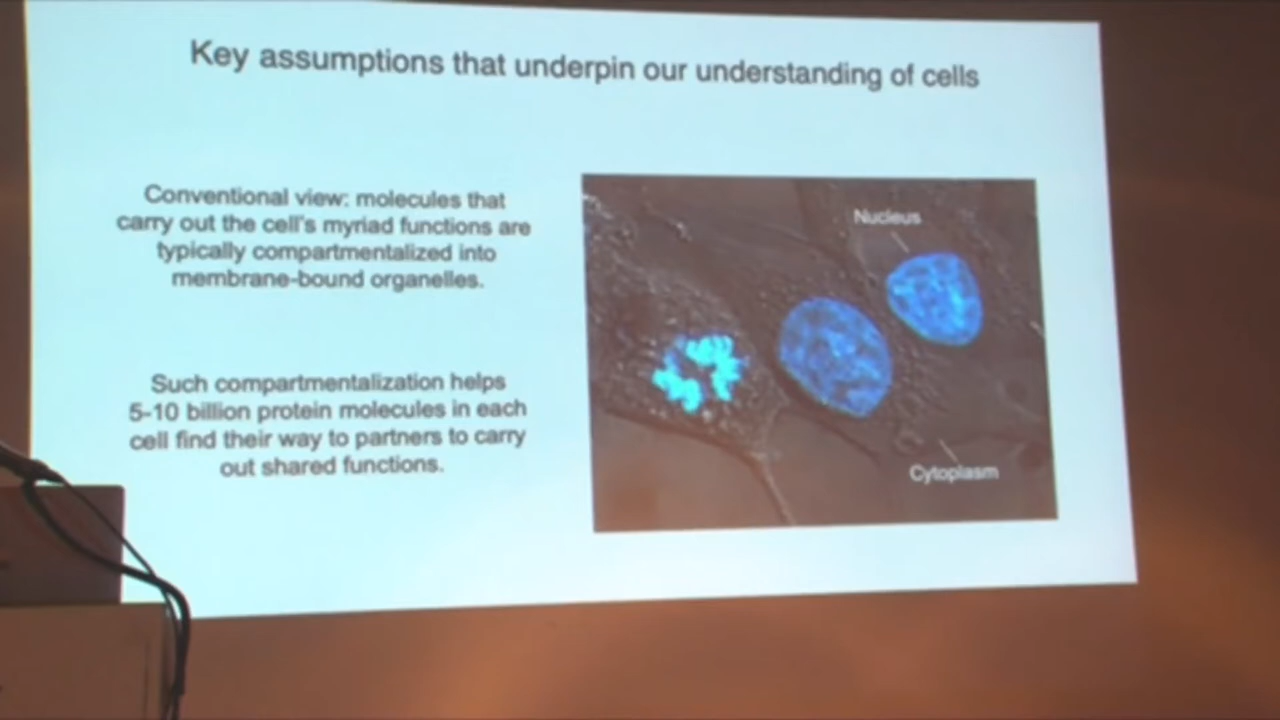 Key assumptions that underpin our understanding of cells
Conventional view: molecules that
carry out the cell's myriad functions are
typically compartmentalized into
membrane-bound organelles.
Such compartmentalization helps
5-10 billion protein molecules in each
cell find their way to partners to carry
out shared functions.
Nucleus
Cytoplasm